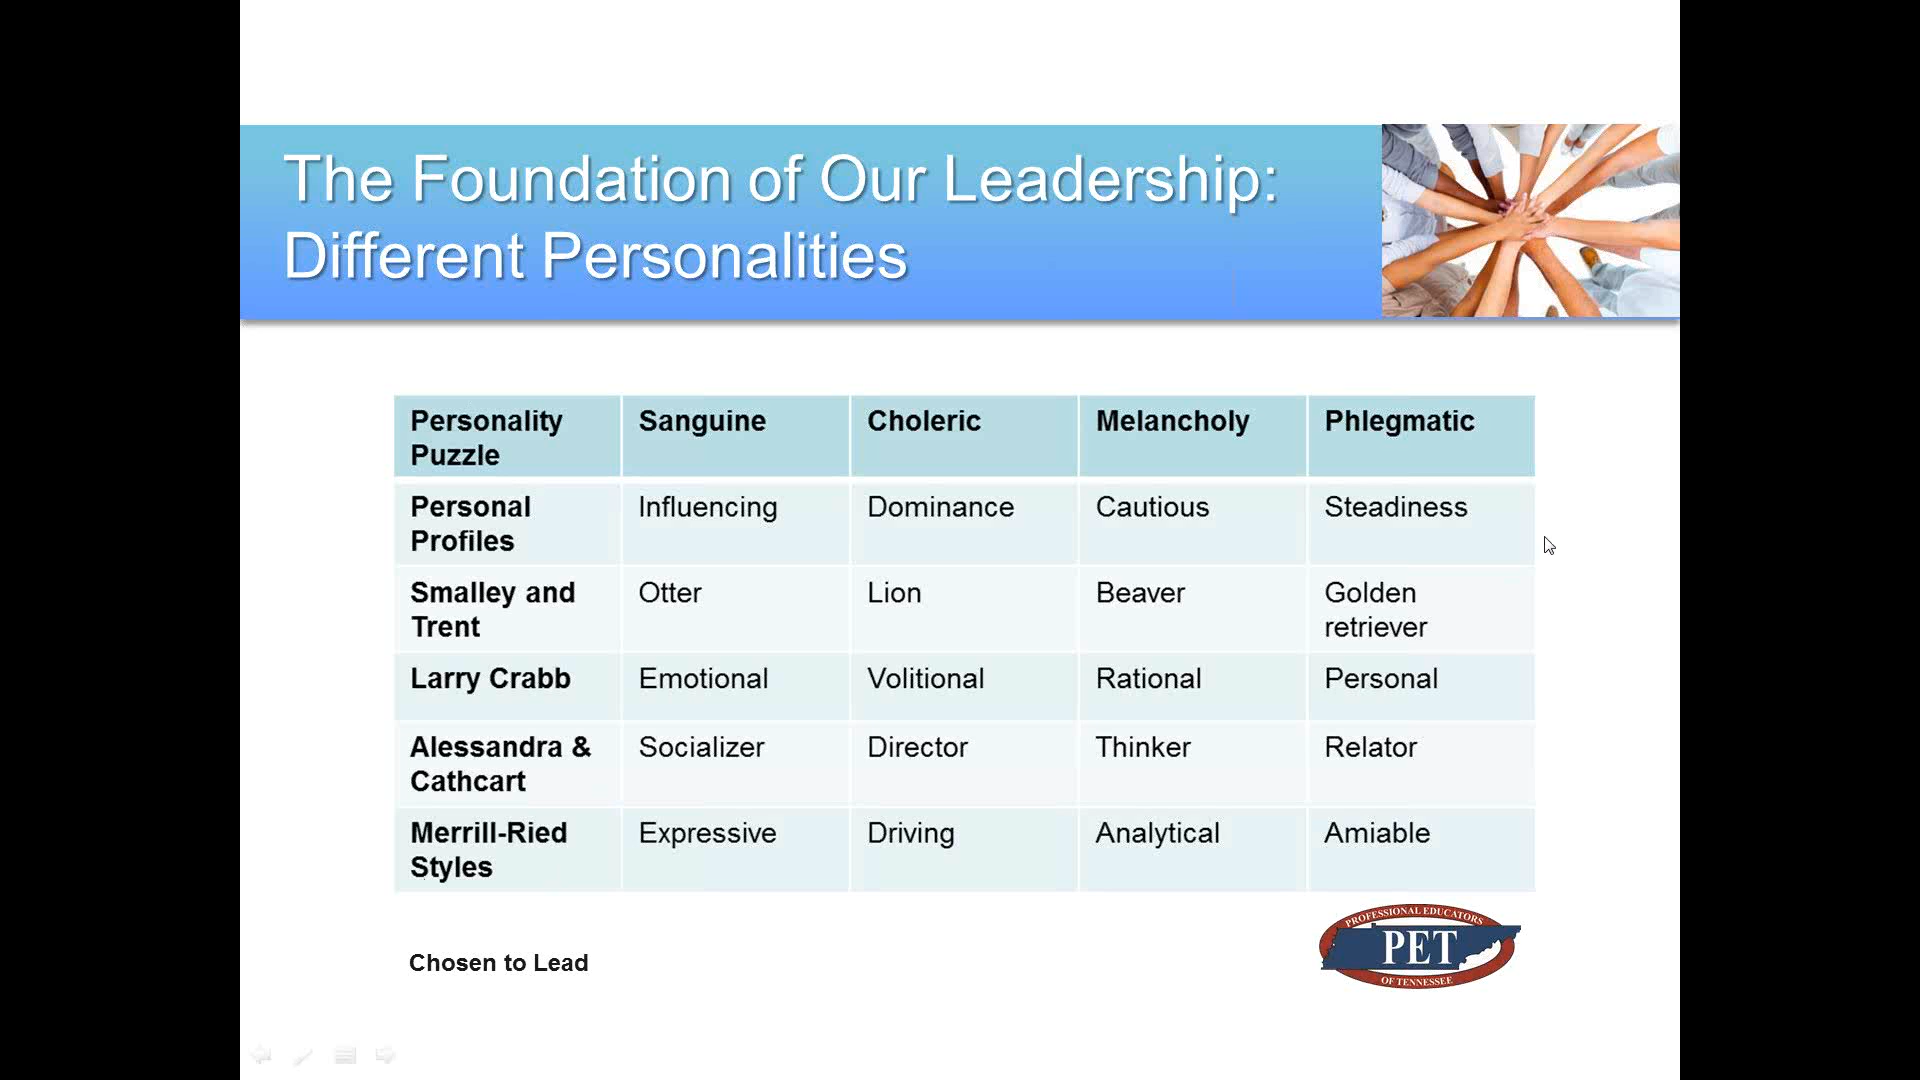 The Foundation of Our Leadership:
Different Personalities
Personality Puzzle Sanguine Choleric Melancholy Phlegmatic
Personal Profiles Influencing Dominance Cautious Steadiness
Smalley and Trent Otter Lion Beaver Golden retriever
Larry Crabb Emotional Volitional Rational Personal
Alessandra & Cathcart Socializer Director Thinker Relator
Merrill-Ried Styles Expressive Driving Analytical Amiable
Chosen to Lead
PROFESSIONAL EDUCATORS
PET
OF TENNESSEE